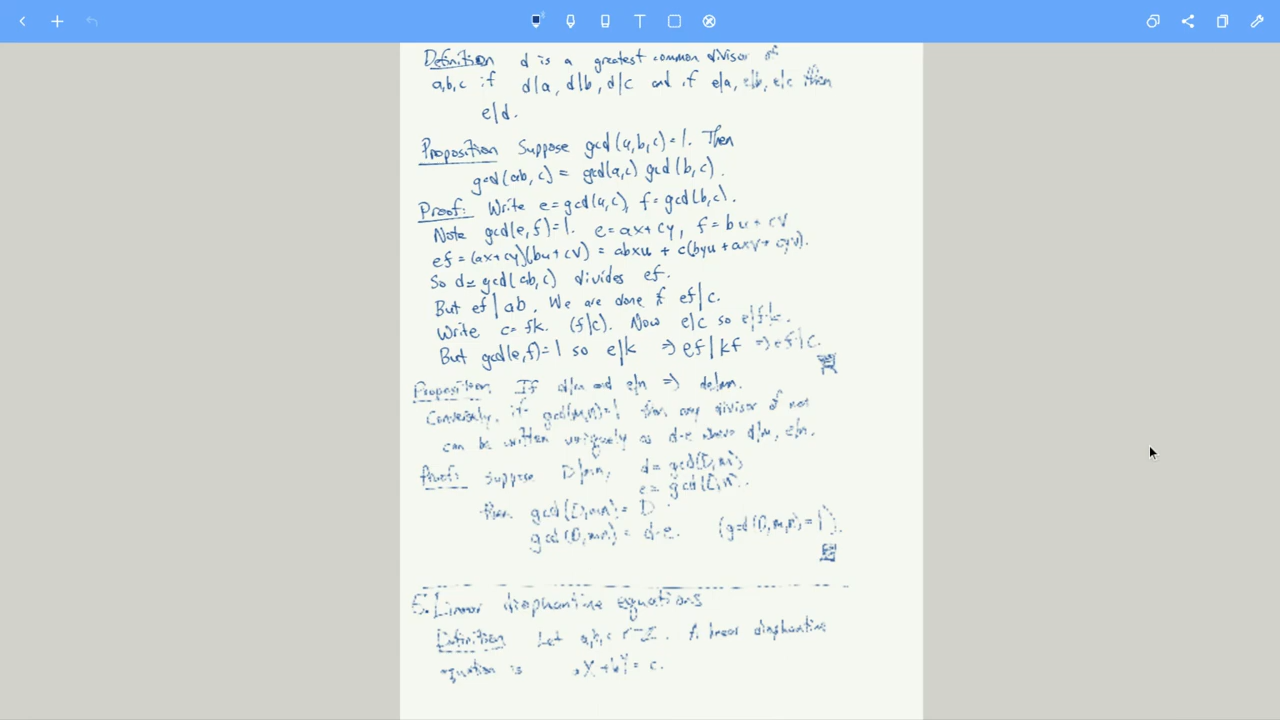 Definition d is a greatest common divisor of
a,b,c if d|a, d|b, d|c and if e|a, e|b, e|c then
e|d.
Proposition Suppose gcd(a,b,c)=1. Then
gcd(ab,c) = gcd(a,c) gcd(b,c).
Proof: Write e=gcd(a,c), f=gcd(b,c).
Note gcd(e,f)=1. e=ax+cy, f=bu+cv
ef=(ax+cy)(bu+cv) = abxu + c(byu+axv+cyv).
So d=gcd(ab,c) divides ef.
But ef|ab. We are done if ef|c.
Write c=fk. (f|c). Now e|c so e|fk.
But gcd(e,f)=1 so e|k => ef|kf => ef|c.
Proposition If d|m and e|n => de|mn.
Conversely, if gcd(m,n)=1 then any divisor of mn
can be written uniquely as d·e where d|m, e|n.
Proof: Suppose D|mn, d=gcd(D,m)
e=gcd(D,n).
then gcd(D,mn)=D
gcd(D,mn)=d·e. (gcd(D,m,n)=1).
Linear diophantine equations
Definition Let a,b,c ∈ Z. A linear diophantine
equation is aX+bY=c.